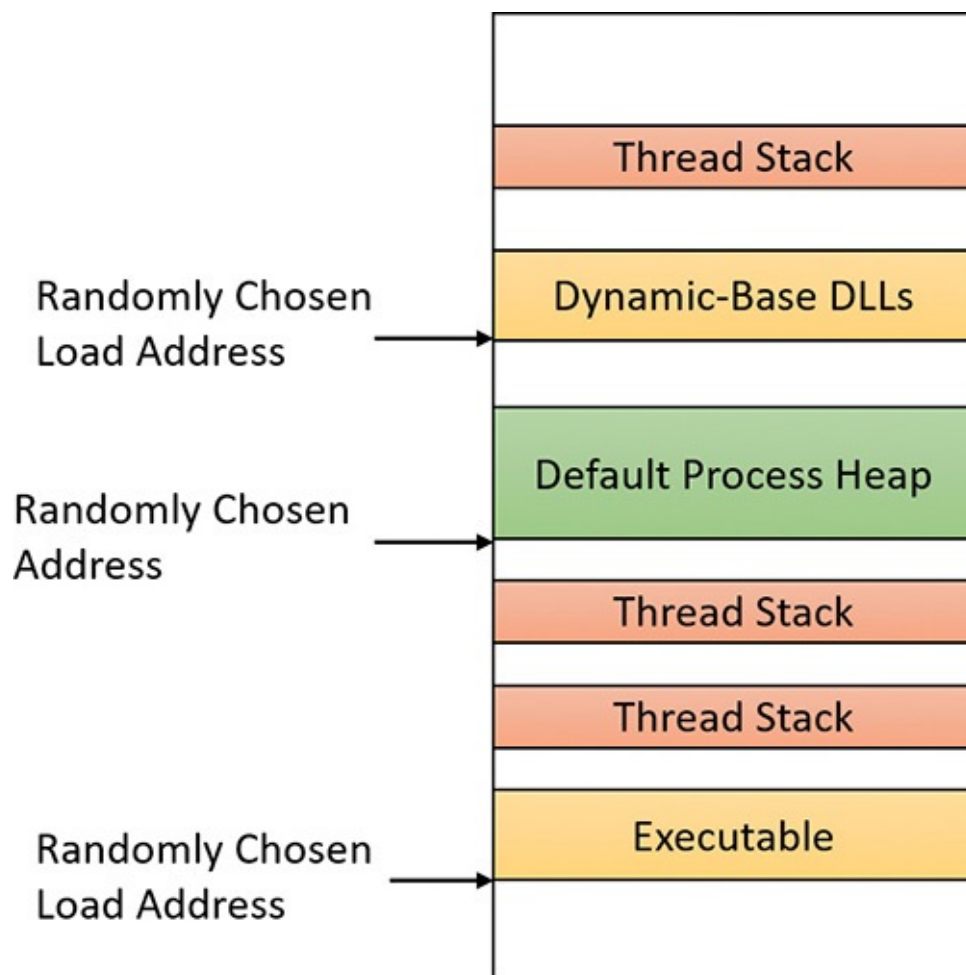 Thread Stack
Randomly Chosen
Load Address
Dynamic-Base DLLs
Default Process Heap
Randomly Chosen
Address
Thread Stack
Thread Stack
Randomly Chosen
Load Address
Executable